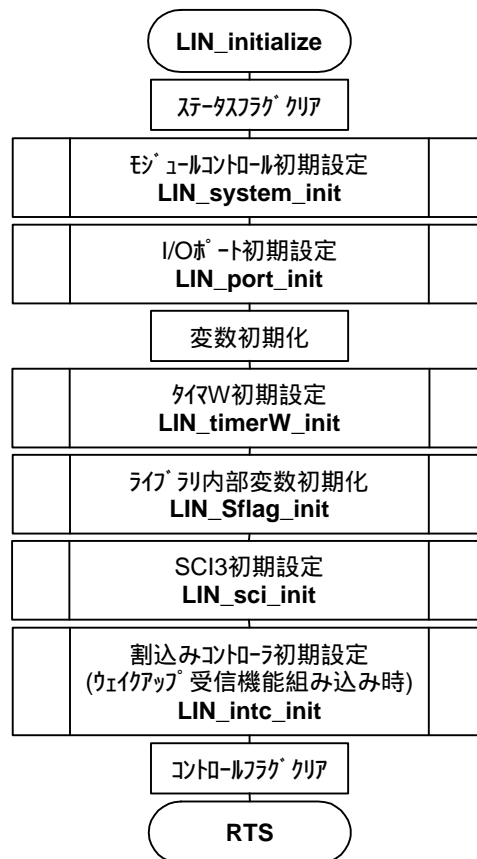 LIN_initialize
ｽﾃｰﾀｽﾌﾗｸﾞｸﾘｱ
ﾓｼﾞｭｰﾙｺﾝﾄﾛｰﾙ初期設定
LIN_system_init
I/Oﾎﾟｰﾄ初期設定
LIN_port_init
変数初期化
ﾀｲﾏW初期設定
LIN_timerW_init
ﾗｲﾌﾞﾗﾘ内部変数初期化
LIN_Sflag_init
SCI3初期設定
LIN_sci_init
割込みｺﾝﾄﾛｰﾗ初期設定
(ｳｪｲｸｱｯﾌﾟ受信機能組み込み時)
LIN_intc_init
ｺﾝﾄﾛｰﾙﾌﾗｸﾞｸﾘｱ
RTS